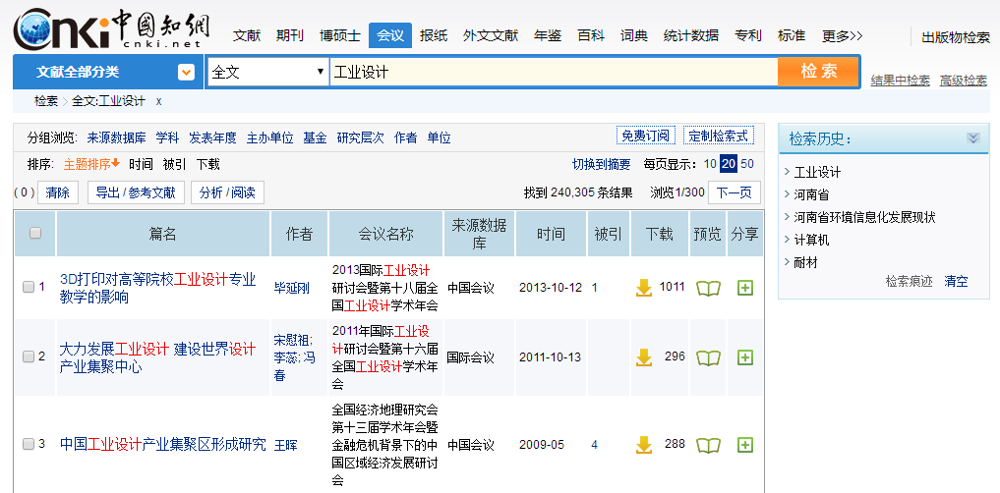 Cnki 中國知網
cnki.net
文献 期刊 博硕士 会议 报纸 外文文献 年鉴 百科 词典 统计数据 专利 标准 更多>> 出版物检索
文献全部分类 全文 工业设计 检 索 结果中检索 高级检索
检索 > 全文:工业设计 x
分组浏览: 来源数据库 学科 发表年度 主办单位 基金 研究层次 作者 单位 免费订阅 定制检索式
排序: 主题排序 时间 被引 下载 切换到摘要 每页显示: 10 20 50
( 0 ) 清除 导出 / 参考文献 分析 / 阅读 找到 240,305 条结果 浏览1/300 下一页
篇名 作者 会议名称 来源数据库 时间 被引 下载 预览 分享
1 3D打印对高等院校工业设计专业
教学的影响
毕延刚
2013国际工业设计
研讨会暨第十八届全
国工业设计学术年会
中国会议 2013-10-12 1 1011
2 大力发展工业设计 建设世界设计
产业集聚中心
宋慰祖;
李蕊; 冯
春
2011年国际工业设
计研讨会暨第十六届
全国工业设计学术年
会
国际会议 2011-10-13 296
3 中国工业设计产业集聚区形成研究
王晖
全国经济地理研究会
第十三届学术年会暨
金融危机背景下的中
国区域经济发展研讨
会
中国会议 2009-05 4 288
检索历史:
> 工业设计
> 河南省
> 河南省环境信息化发展现状
> 计算机
> 耐材
检索痕迹 清空